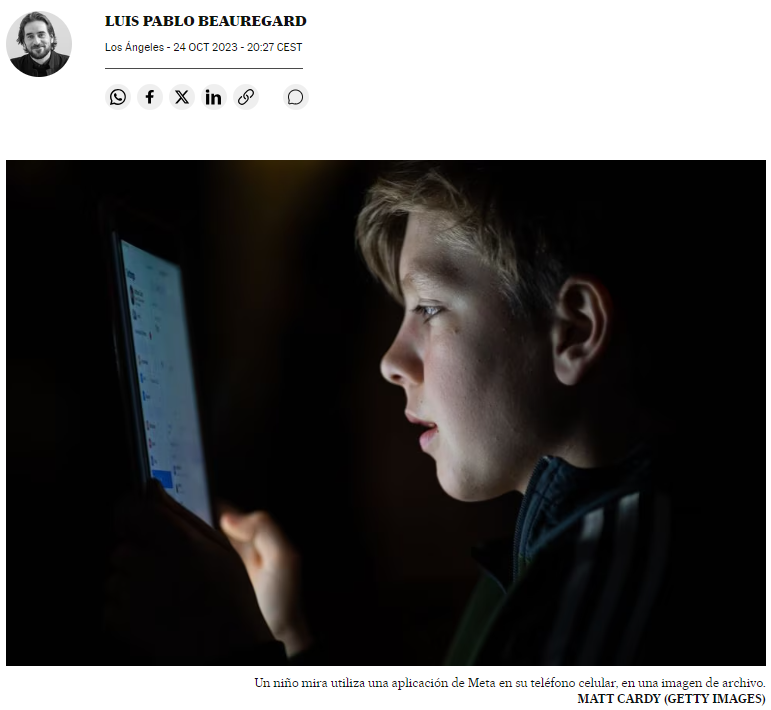 LUIS PABLO BEAUREGARD
Los Ángeles - 24 OCT 2023 - 20:27 CEST
Un niño mira utiliza una aplicación de Meta en su teléfono celular, en una imagen de archivo.
MATT CARDY (GETTY IMAGES)